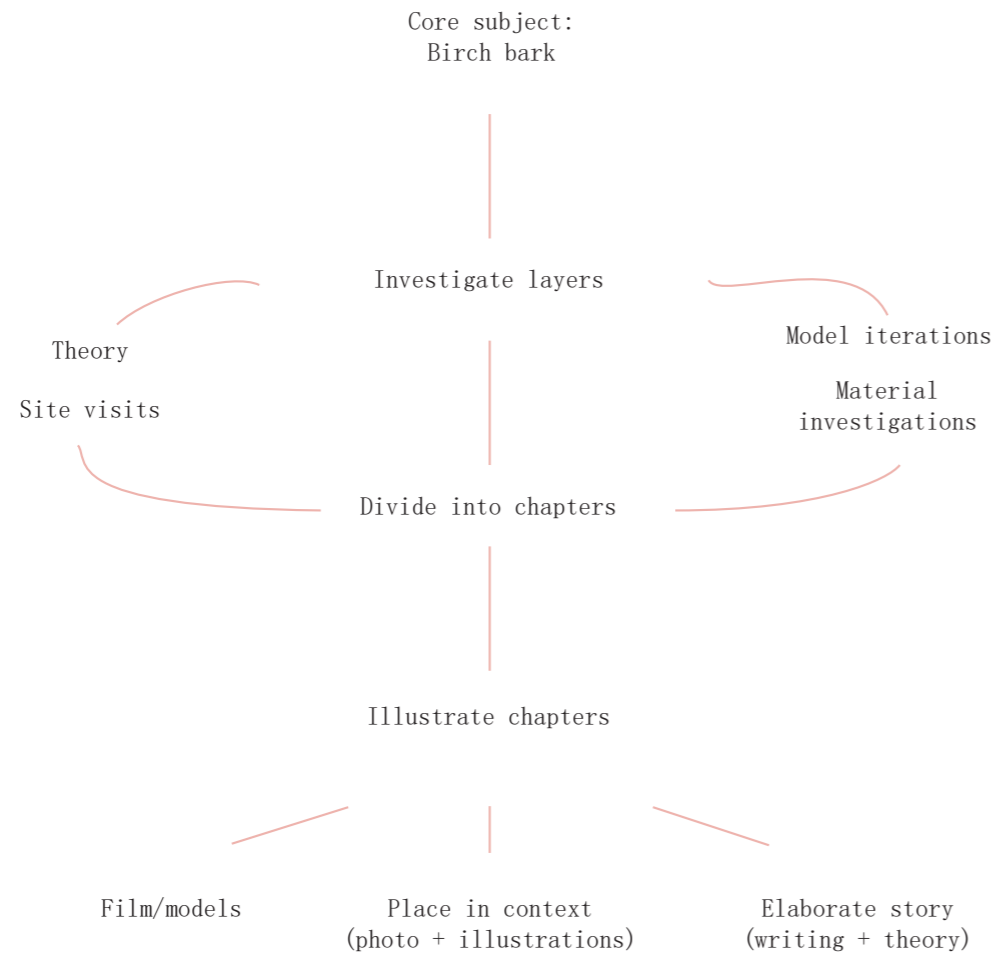 Core subject:
Birch bark
Investigate layers
Theory
Site visits
Model iterations
Material
investigations
Divide into chapters
Illustrate chapters
Film/models
Place in context
(photo + illustrations)
Elaborate story
(writing + theory)